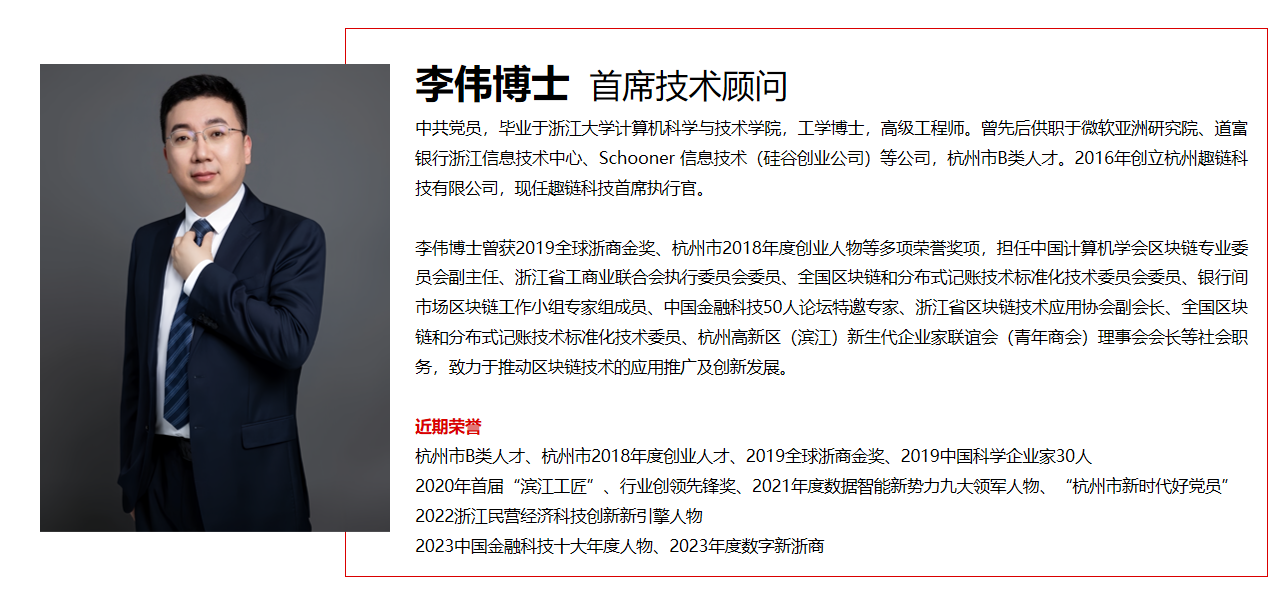 李伟博士 首席技术顾问
中共党员，毕业于浙江大学计算机科学与技术学院，工学博士，高级工程师。曾先后供职于微软亚洲研究院、道富
银行浙江信息技术中心、Schooner 信息技术（硅谷创业公司）等公司，杭州市B类人才。2016年创立杭州趣链科
技有限公司，现任趣链科技首席执行官。
李伟博士曾获2019全球浙商金奖、杭州市2018年度创业人物等多项荣誉奖项，担任中国计算机学会区块链专业委
员会副主任、浙江省工商业联合会执行委员会委员、全国区块链和分布式记账技术标准化技术委员会委员、银行间
市场区块链工作小组专家组成员、中国金融科技50人论坛特邀专家、浙江省区块链技术应用协会副会长、全国区块
链和分布式记账技术标准化技术委员、杭州高新区（滨江）新生代企业家联谊会（青年商会）理事会会长等社会职
务，致力于推动区块链技术的应用推广及创新发展。
近期荣誉
杭州市B类人才、杭州市2018年度创业人才、2019全球浙商金奖、2019中国科学企业家30人
2020年首届“滨江工匠”、行业创领先锋奖、2021年度数据智能新势力九大领军人物、“杭州市新时代好党员”
2022浙江民营经济科技创新新引擎人物
2023中国金融科技十大年度人物、2023年度数字新浙商